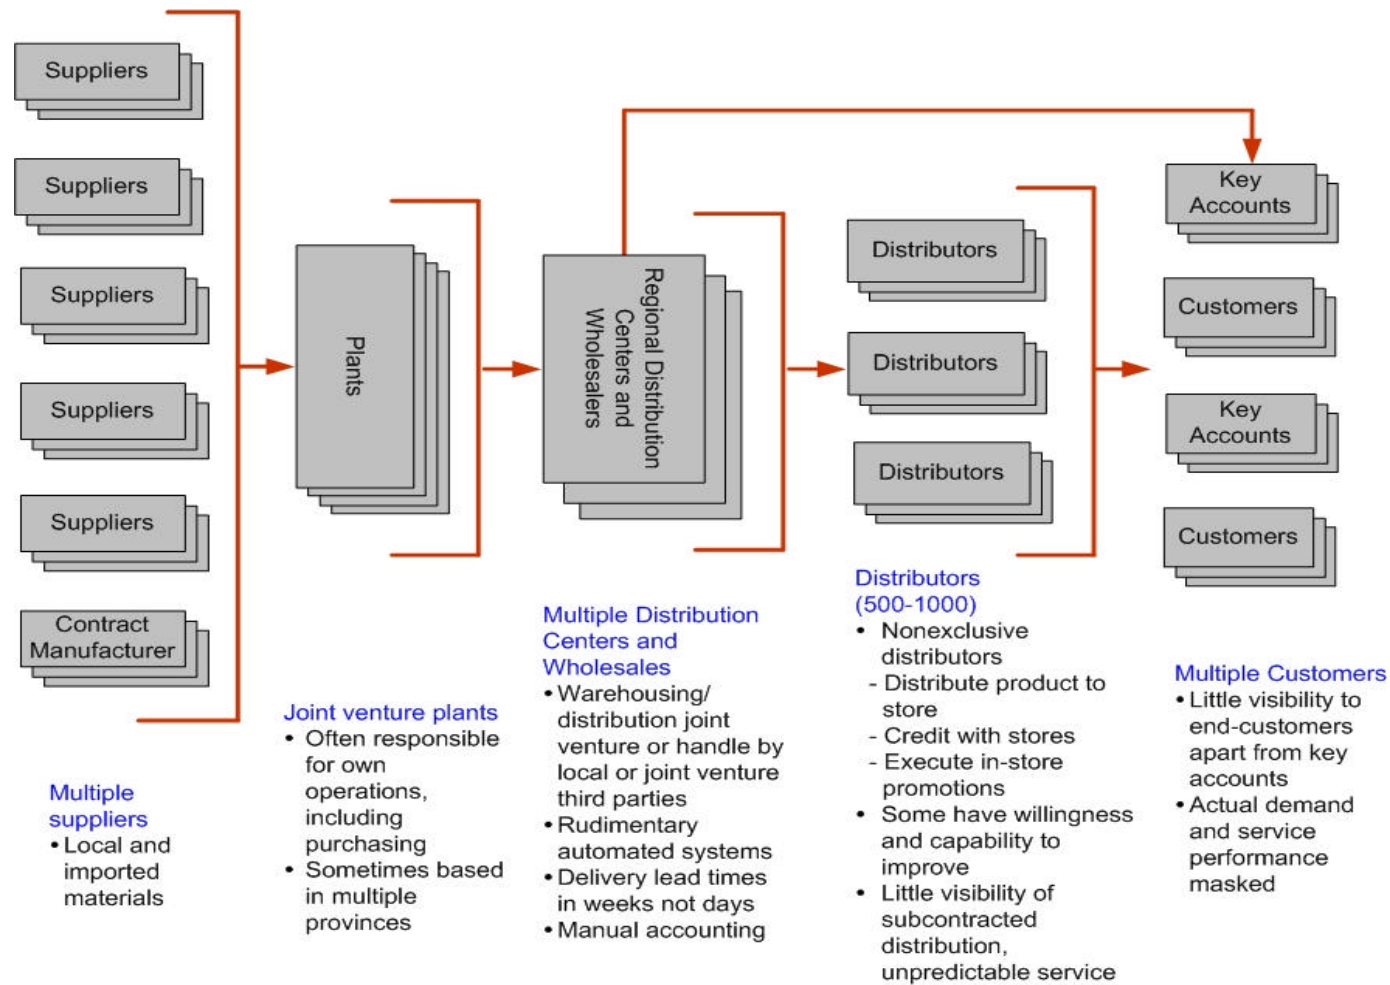 Suppliers
Suppliers
Suppliers
Suppliers
Suppliers
Contract
Manufacturer
Multiple
suppliers
• Local and
imported
materials
Plants
Joint venture plants
• Often responsible
for own
operations,
including
purchasing
• Sometimes based
in multiple
provinces
Regional Distribution
Centers and
Wholesalers
Multiple Distribution
Centers and
Wholesales
• Warehousing/
distribution joint
venture or handle by
local or joint venture
third parties
• Rudimentary
automated systems
• Delivery lead times
in weeks not days
• Manual accounting
Distributors
Distributors
Distributors
Distributors
(500-1000)
• Nonexclusive
distributors
- Distribute product to
store
- Credit with stores
- Execute in-store
promotions
• Some have willingness
and capability to
improve
• Little visibility of
subcontracted
distribution,
unpredictable service
Key
Accounts
Customers
Key
Accounts
Customers
Multiple Customers
• Little visibility to
end-customers
apart from key
accounts
• Actual demand
and service
performance
masked